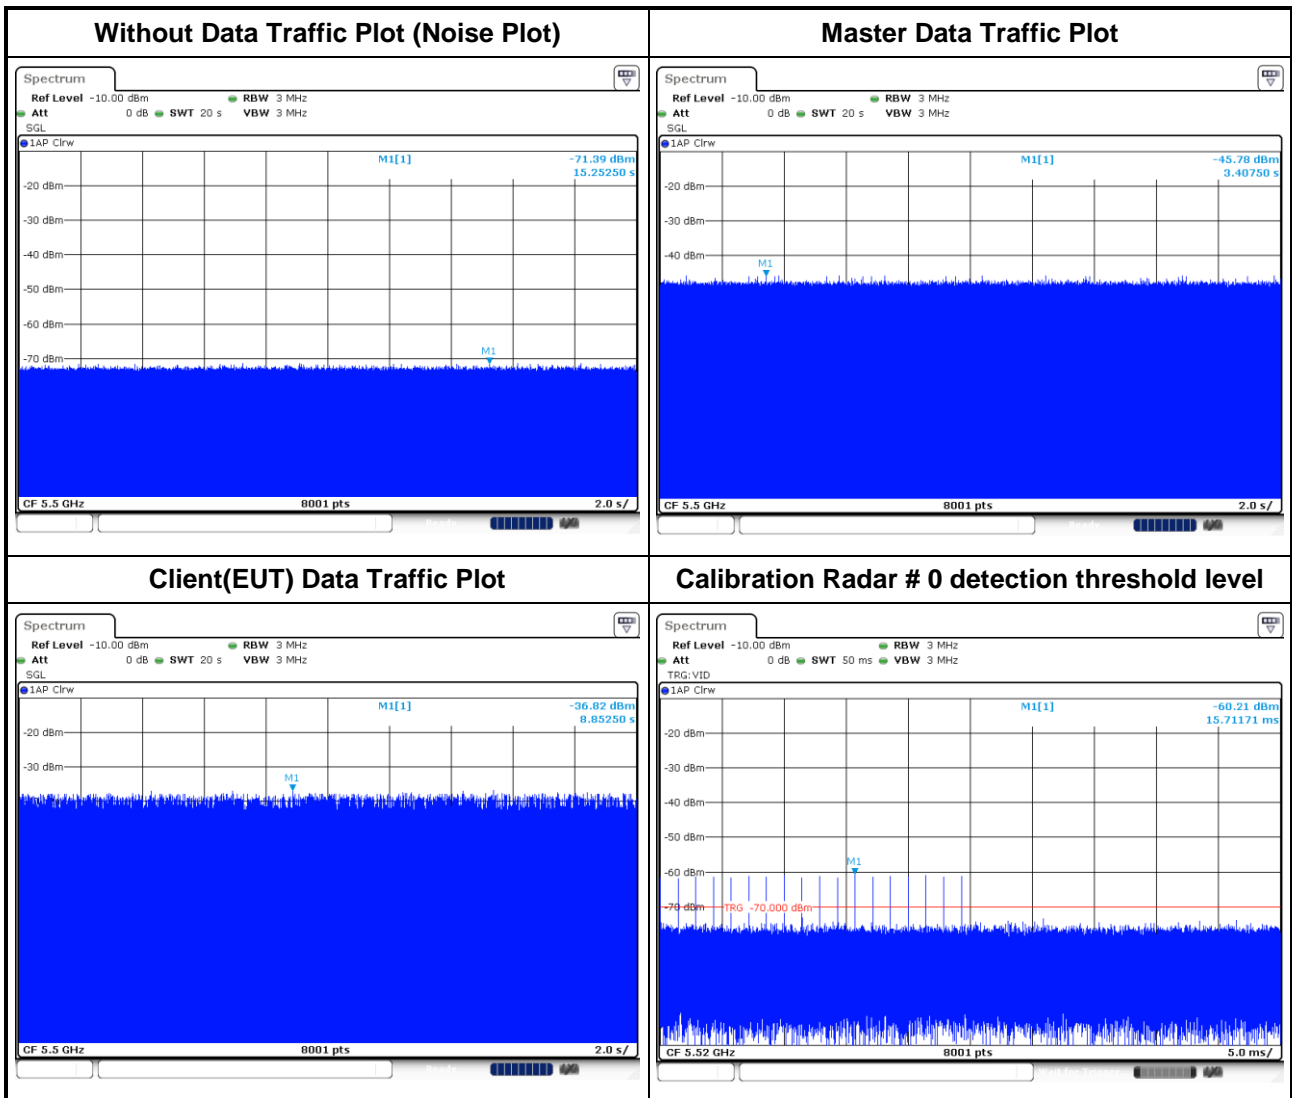 Without Data Traffic Plot (Noise Plot)
Spectrum
Ref Level -10.00 dBm RBW 3 MHz
Att 0 dB SWT 20 s VBW 3 MHz
SGL
1AP Clrw
M1[1] -71.39 dBm
15.25250 s
-20 dBm
-30 dBm
-40 dBm
-50 dBm
-60 dBm
M1
-70 dBm
CF 5.5 GHz 8001 pts 2.0 s/
Ready
Master Data Traffic Plot
Spectrum
Ref Level -10.00 dBm RBW 3 MHz
Att 0 dB SWT 20 s VBW 3 MHz
SGL
1AP Clrw
M1[1] -45.78 dBm
3.40750 s
-20 dBm
-30 dBm
-40 dBm
M1
CF 5.5 GHz 8001 pts 2.0 s/
Ready
Client(EUT) Data Traffic Plot
Spectrum
Ref Level -10.00 dBm RBW 3 MHz
Att 0 dB SWT 20 s VBW 3 MHz
SGL
1AP Clrw
M1[1] -36.82 dBm
8.85250 s
-20 dBm
-30 dBm
M1
CF 5.5 GHz 8001 pts 2.0 s/
Ready
Calibration Radar # 0 detection threshold level
Spectrum
Ref Level -10.00 dBm RBW 3 MHz
Att 0 dB SWT 50 ms VBW 3 MHz
TRG:VID
1AP Clrw
M1[1] -60.21 dBm
15.71171 ms
-20 dBm
-30 dBm
-40 dBm
-50 dBm
M1
-60 dBm
-70 dBm TRG -70.000 dBm
CF 5.52 GHz 8001 pts 5.0 ms/
Wait for Trigger